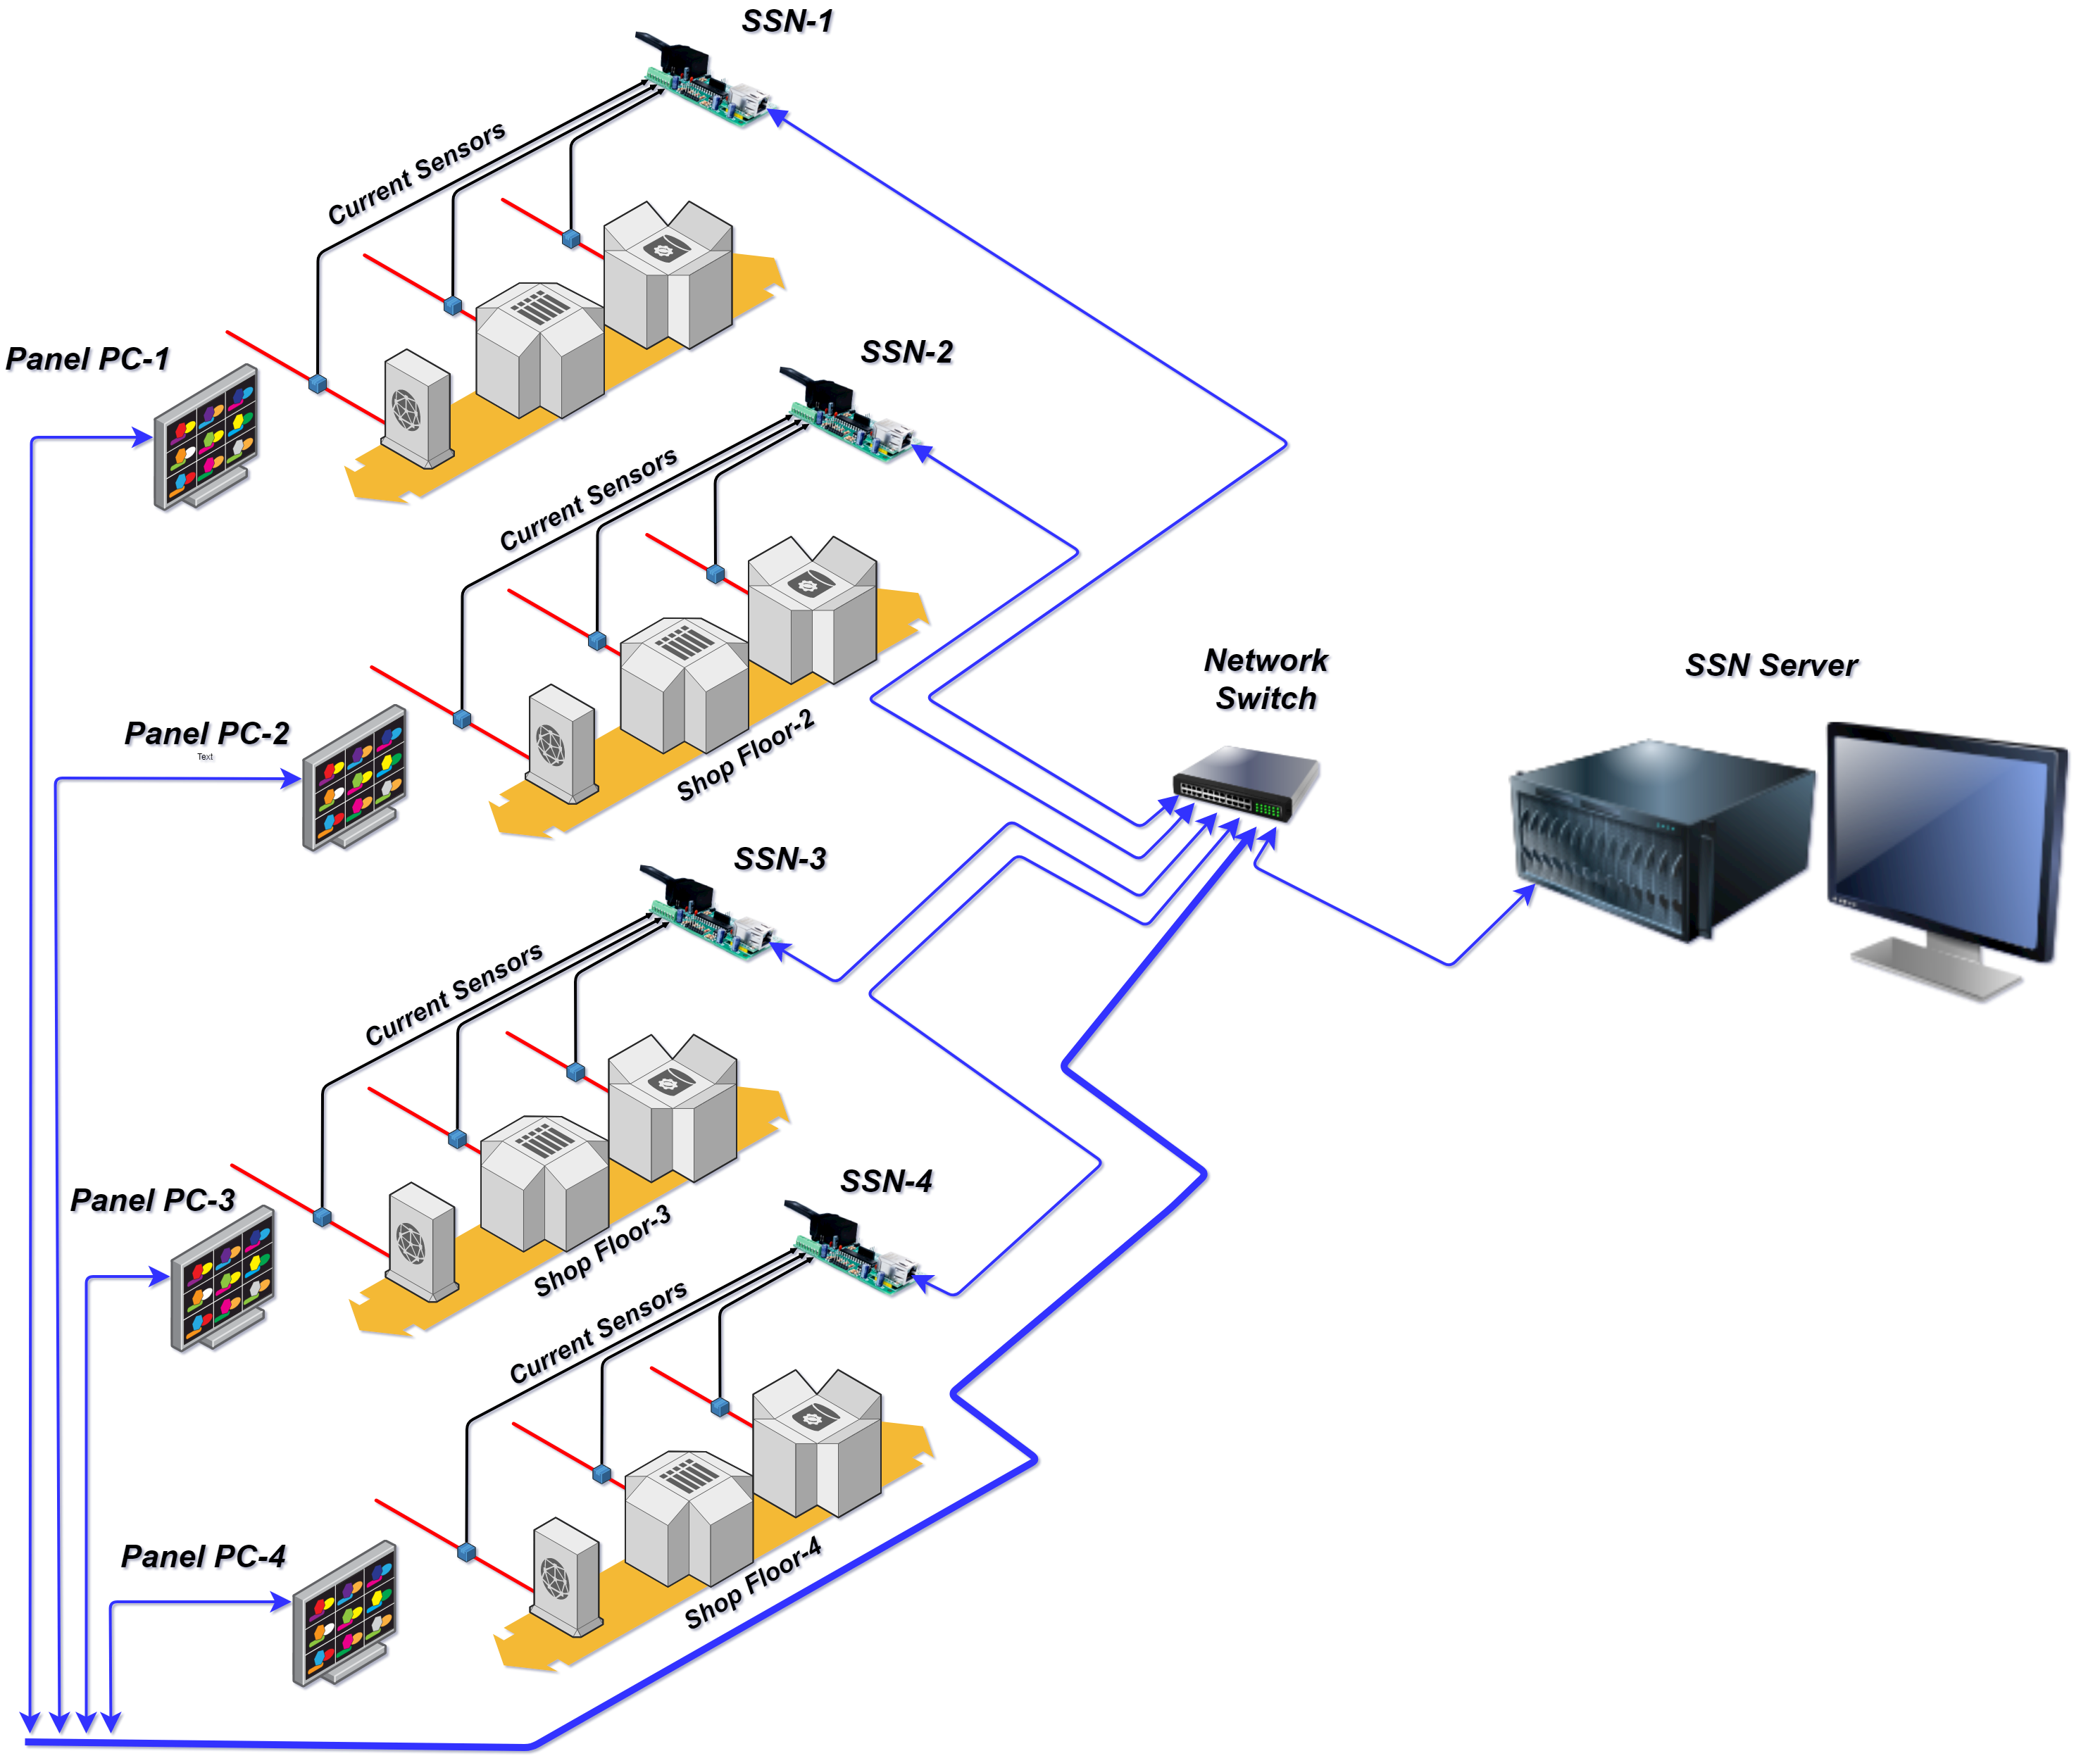 SSN-1
Current Sensors
Panel PC-1
SSN-2
Current Sensors
Panel PC-2
Text
Shop Floor-2
Network
Switch
SSN Server
SSN-3
Current Sensors
Panel PC-3
Shop Floor-3
SSN-4
Current Sensors
Panel PC-4
Shop Floor-4